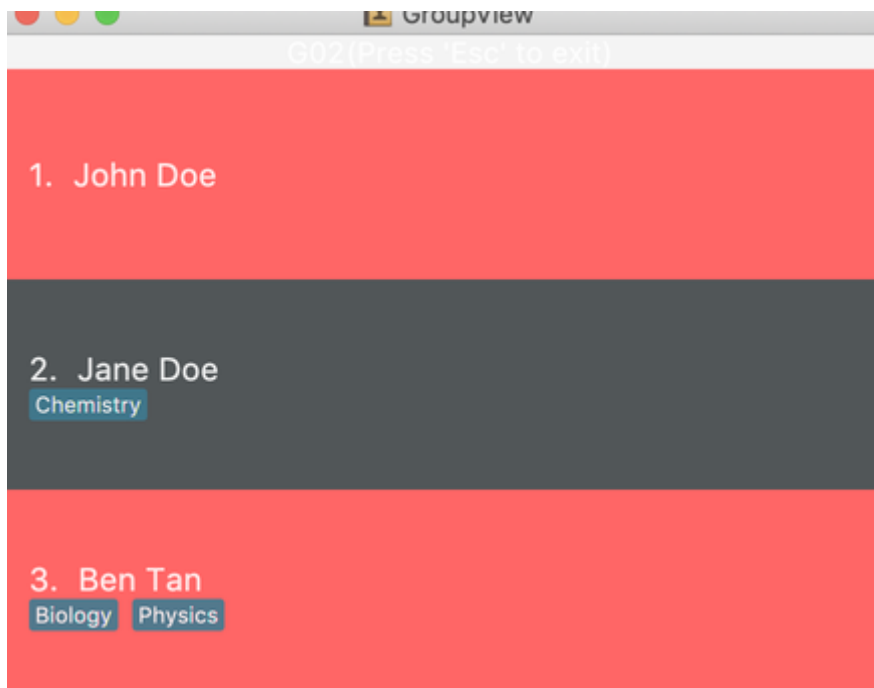 GroupView
G02(Press 'Esc' to exit)
1. John Doe
2. Jane Doe
Chemistry
3. Ben Tan
Biology Physics